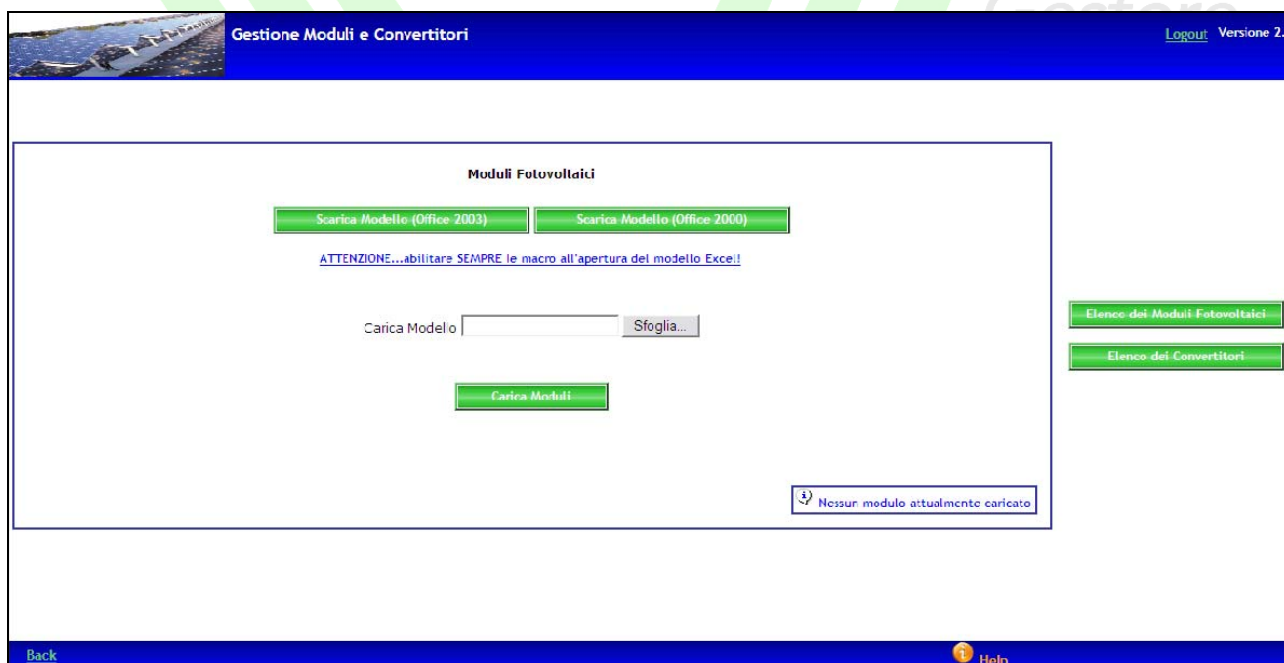 Gestore
Gestione Moduli e Convertitori
Logout Versione 2.
Moduli Fotovoltaici
Scarica Modello (Office 2003) Scarica Modello (Office 2000)
ATTENZIONE...abilitare SEMPRE le macro all'apertura del modello Excel!
Carica Modello Sfoglia...
Elenco dei Moduli Fotovoltaici
Elenco dei Convertitori
Carica Moduli
Nessun modulo attualmente caricato
Back Help